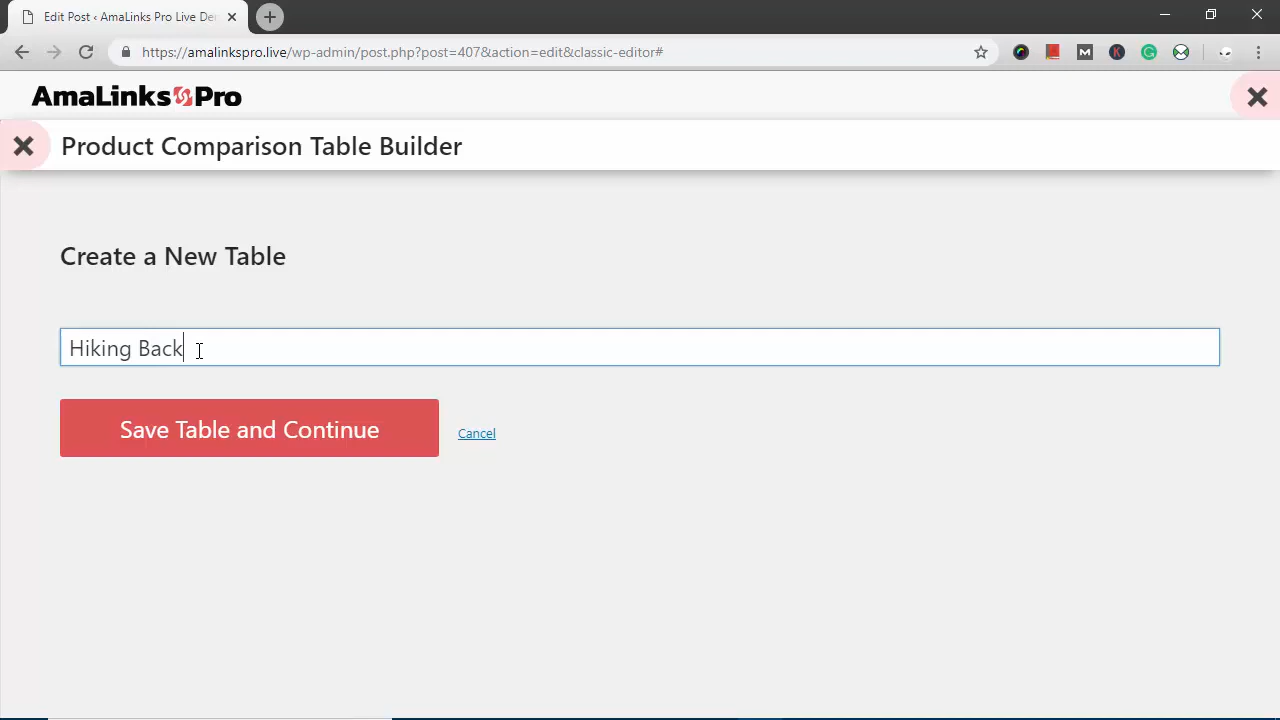 Edit Post ‹ AmaLinks Pro Live De
https://amalinkspro.live/wp-admin/post.php?post=407&action=edit&classic-editor#
AmaLinks Pro
Product Comparison Table Builder
Create a New Table
Hiking Back
Save Table and Continue
Cancel